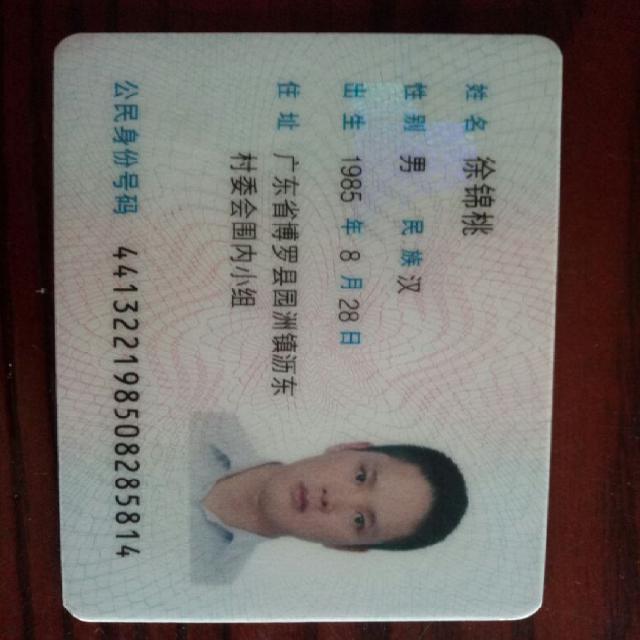 姓名 徐锦桃
性别 男 民族 汉
出生 1985 年 8 月 28 日
住址 广东省博罗县园洲镇沥东
村委会国内小组
公民身份号码 441322198508285814